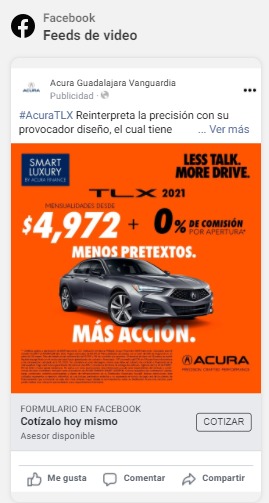 Facebook
Feeds de video
ACURA
Acura Guadalajara Vanguardia
Publicidad ·
#AcuraTLX Reinterpreta la precisión con su
provocador diseño, el cual tiene ... Ver más
SMART
LUXURY
BY ACURA FINANCE
LESS TALK.
MORE DRIVE.
TLX 2021
MENSUALIDADES DESDE
$4,972 + 0% DE COMISIÓN
POR APERTURA*
MENOS PRETEXTOS.
MÁS ACCIÓN.
ACURA
PRECISION CRAFTED PERFORMANCE
FORMULARIO EN FACEBOOK
Cotízalo hoy mismo
Asesor disponible
COTIZAR
Me gusta
Comentar
Compartir